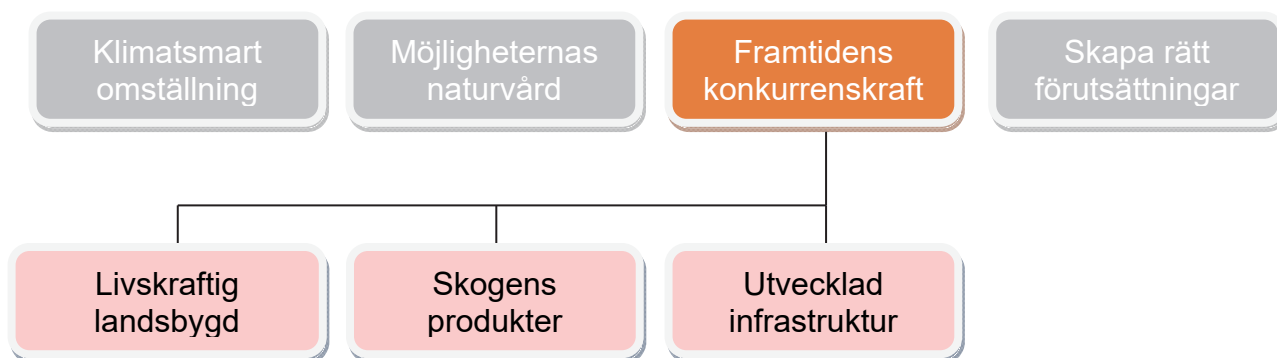 Klimatsmart
omställning
Möjligheternas
naturvård
Framtidens
konkurrenskraft
Skapa rätt
förutsättningar
Livskraftig
landsbygd
Skogens
produkter
Utvecklad
infrastruktur